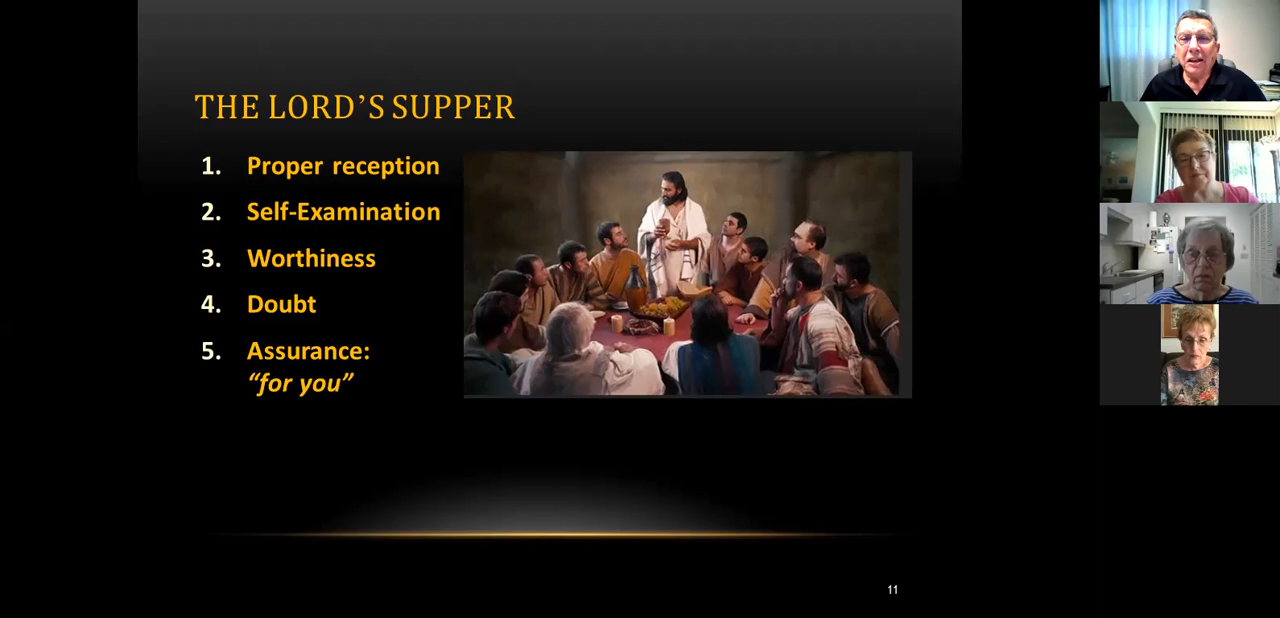 THE LORD’S SUPPER
1. Proper reception
2. Self-Examination
3. Worthiness
4. Doubt
5. Assurance:
“for you”
11